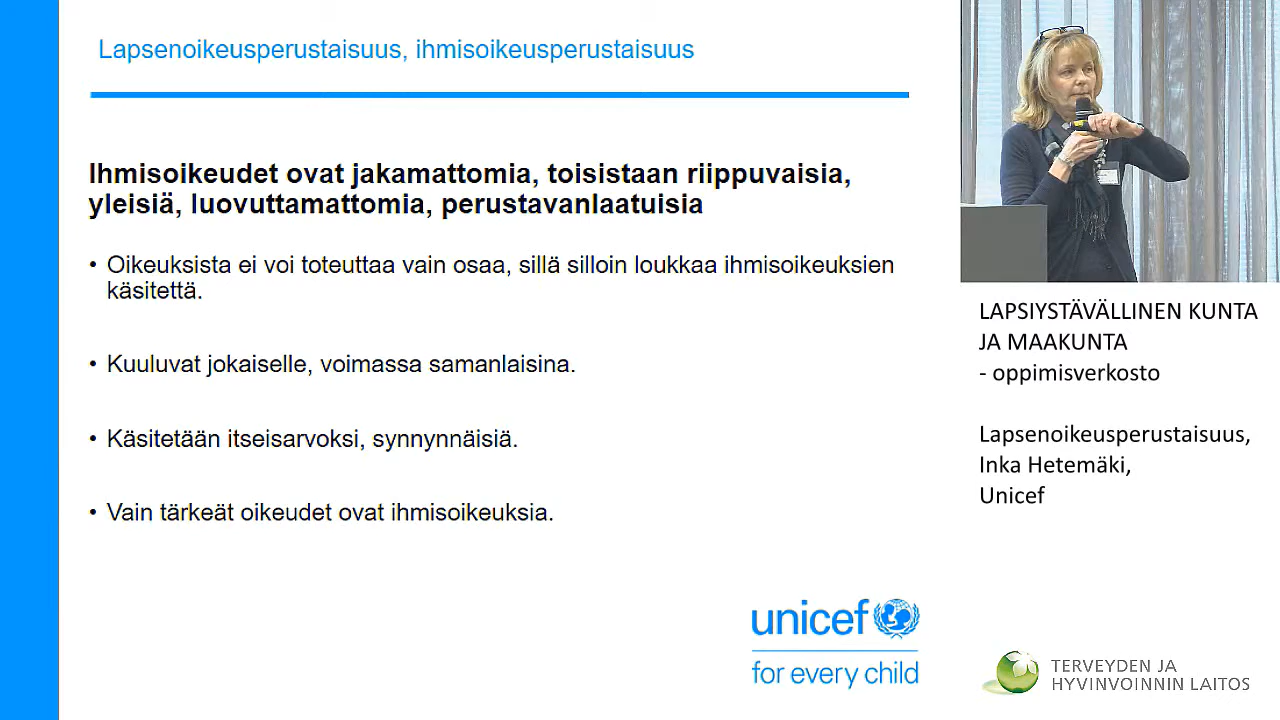 Lapsenoikeusperustaisuus, ihmisoikeusperustaisuus
Ihmisoikeudet ovat jakamattomia, toisistaan riippuvaisia,
yleisiä, luovuttamattomia, perustavanlaatuisia
• Oikeuksista ei voi toteuttaa vain osaa, sillä silloin loukkaa ihmisoikeuksien
käsitettä.
• Kuuluvat jokaiselle, voimassa samanlaisina.
• Käsitetään itseisarvoksi, synnynnäisiä.
• Vain tärkeät oikeudet ovat ihmisoikeuksia.
unicef
for every child
LAPSIYSTÄVÄLLINEN KUNTA
JA MAAKUNTA
- oppimisverkosto
Lapsenoikeusperustaisuus,
Inka Hetemäki,
Unicef
TERVEYDEN JA
HYVINVOINNIN LAITOS